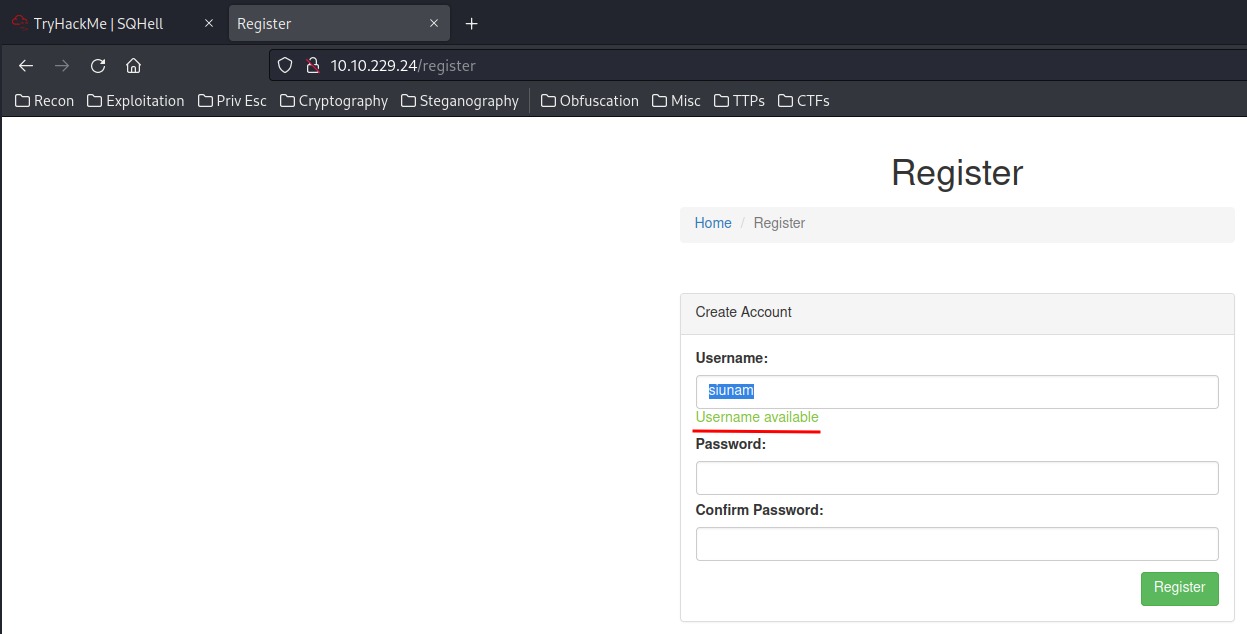 TryHackMe | SQHell
Register
10.10.229.24/register
Recon Exploitation Priv Esc Cryptography Steganography Obfuscation Misc TTPs CTFs
Register
Home / Register
Create Account
Username:
siunam
Username available
Password:
Confirm Password:
Register